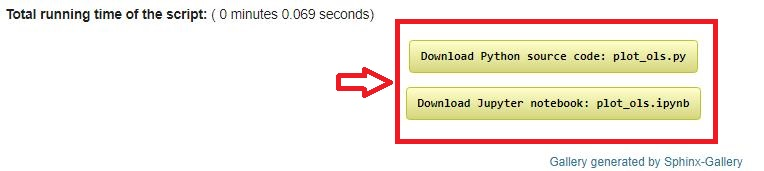 Total running time of the script: ( 0 minutes 0.069 seconds)
Download Python source code: plot_ols.py
Download Jupyter notebook: plot_ols.ipynb
Gallery generated by Sphinx-Gallery